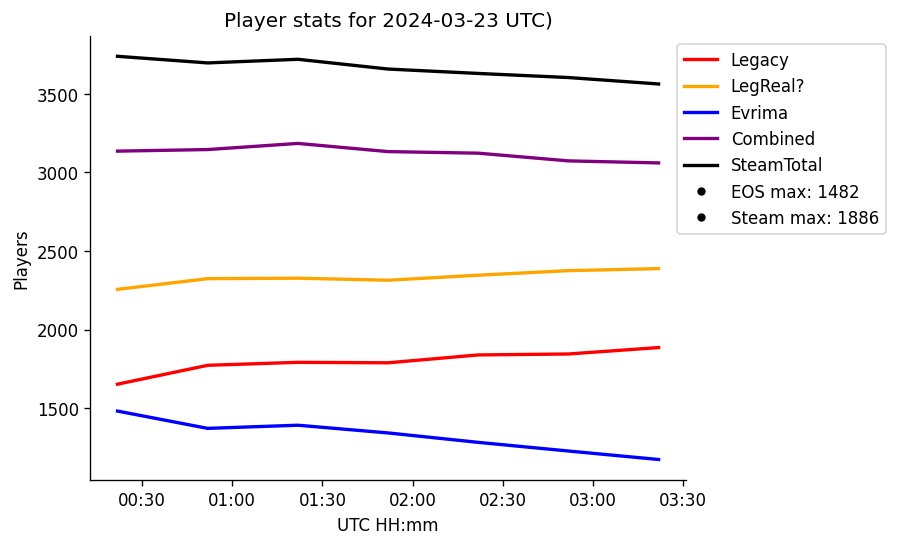 Player stats for 2024-03-23 UTC)
Legacy
LegReal?
Evrima
Combined
SteamTotal
EOS max: 1482
Steam max: 1886
Players
3500
3000
2500
2000
1500
00:30 01:00 01:30 02:00 02:30 03:00 03:30
UTC HH:mm